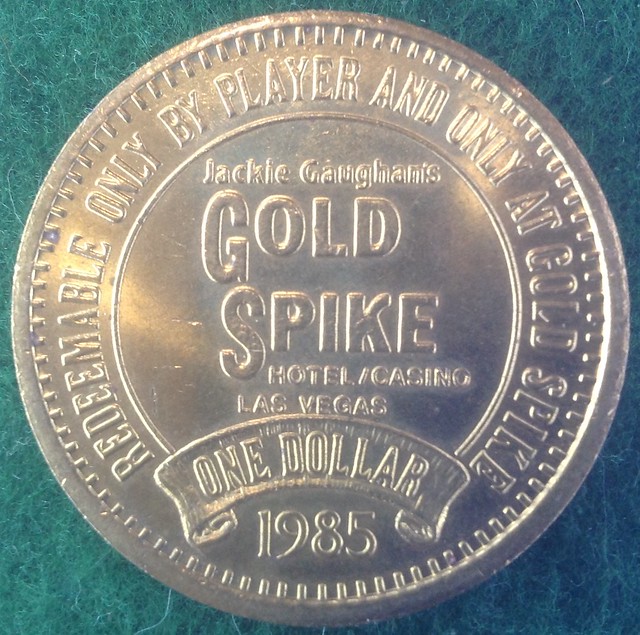 REDEEMABLE ONLY BY PLAYER AND ONLY AT GOLD SPIKE
Jackie Gaughan's
GOLD
SPIKE
HOTEL/CASINO
LAS VEGAS
ONE DOLLAR
1985